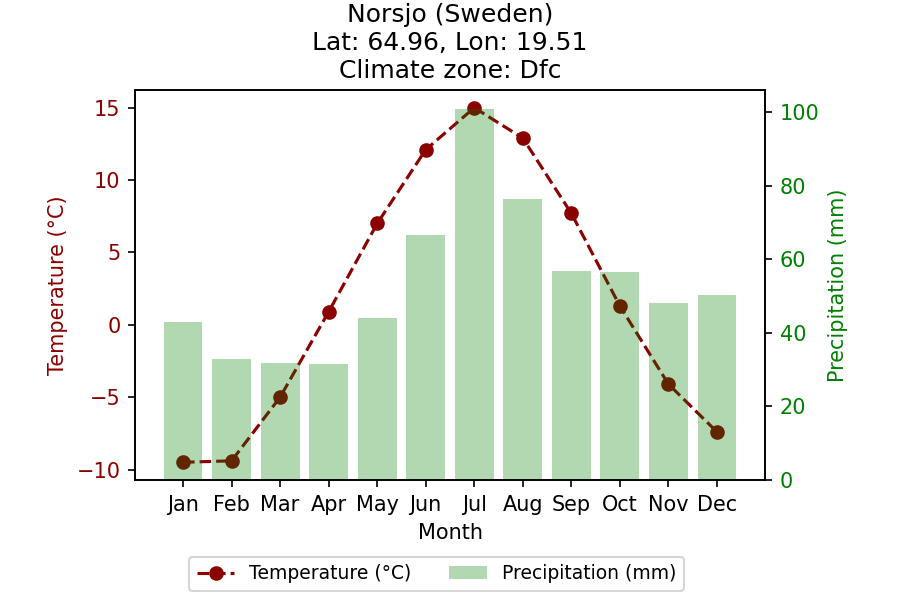 Norsjo (Sweden)
Lat: 64.96, Lon: 19.51
Climate zone: Dfc
15
10
5
0
−5
−10
Temperature (°C)
100
80
60
40
20
0
Precipitation (mm)
Jan Feb Mar Apr May Jun Jul Aug Sep Oct Nov Dec
Month
Temperature (°C) Precipitation (mm)